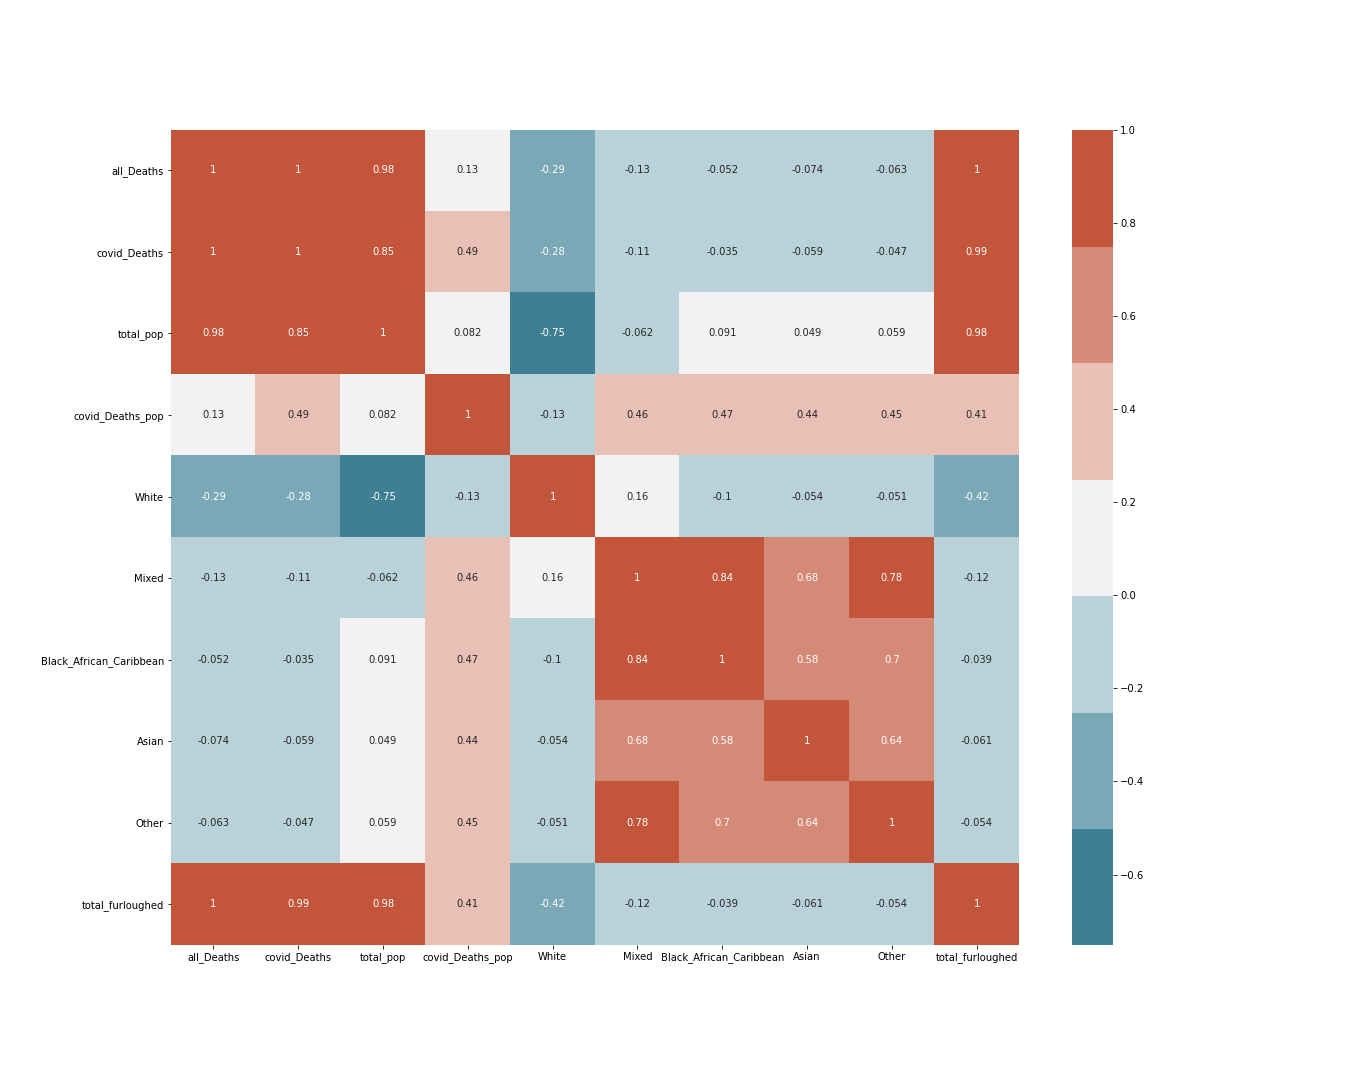 all_Deaths 1 1 0.98 0.13 -0.29 -0.13 -0.052 -0.074 -0.063 1
covid_Deaths 1 1 0.85 0.49 -0.28 -0.11 -0.035 -0.059 -0.047 0.99
total_pop 0.98 0.85 1 0.082 -0.75 -0.062 0.091 0.049 0.059 0.98
covid_Deaths_pop 0.13 0.49 0.082 1 -0.13 0.46 0.47 0.44 0.45 0.41
White -0.29 -0.28 -0.75 -0.13 1 0.16 -0.1 -0.054 -0.051 -0.42
Mixed -0.13 -0.11 -0.062 0.46 0.16 1 0.84 0.68 0.78 -0.12
Black_African_Caribbean -0.052 -0.035 0.091 0.47 -0.1 0.84 1 0.58 0.7 -0.039
Asian -0.074 -0.059 0.049 0.44 -0.054 0.68 0.58 1 0.64 -0.061
Other -0.063 -0.047 0.059 0.45 -0.051 0.78 0.7 0.64 1 -0.054
total_furloughed 1 0.99 0.98 0.41 -0.42 -0.12 -0.039 -0.061 -0.054 1
all_Deaths covid_Deaths total_pop covid_Deaths_pop White Mixed Black_African_Caribbean Asian Other total_furloughed
1.0
0.8
0.6
0.4
0.2
0.0
−0.2
−0.4
−0.6